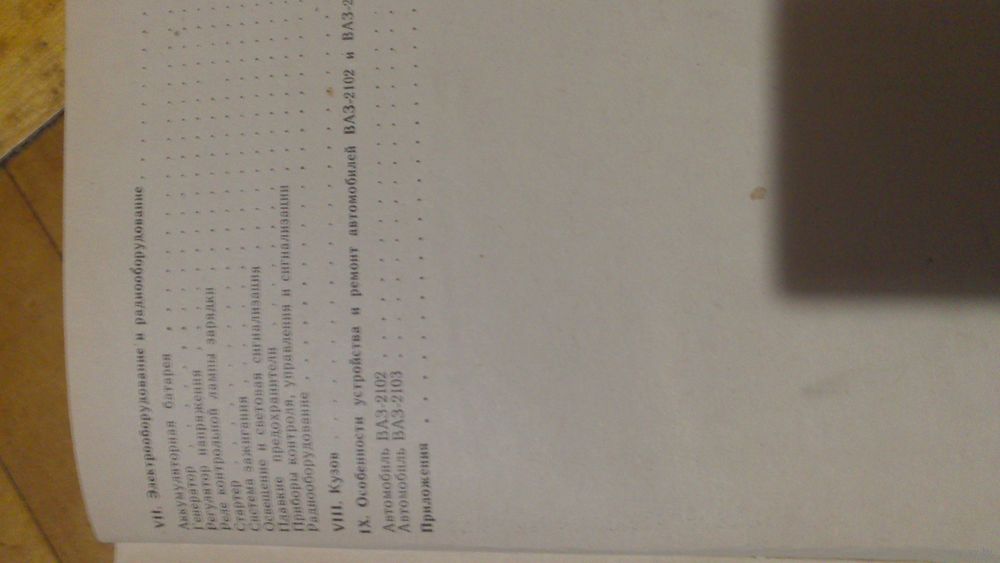 VII. Электрооборудование и радиооборудование
Аккумуляторная батарея
Генератор
Регулятор напряжения
Реле контрольной лампы зарядки
Стартер
Система зажигания
Освещение и световая сигнализация
Плавкие предохранители
Приборы контроля, управления и сигнализации
Радиооборудование
VIII. Кузов
IX. Особенности устройства и ремонт автомобилей ВАЗ-2102 и
Автомобиль ВАЗ-2102
Автомобиль ВАЗ-2103
Приложения